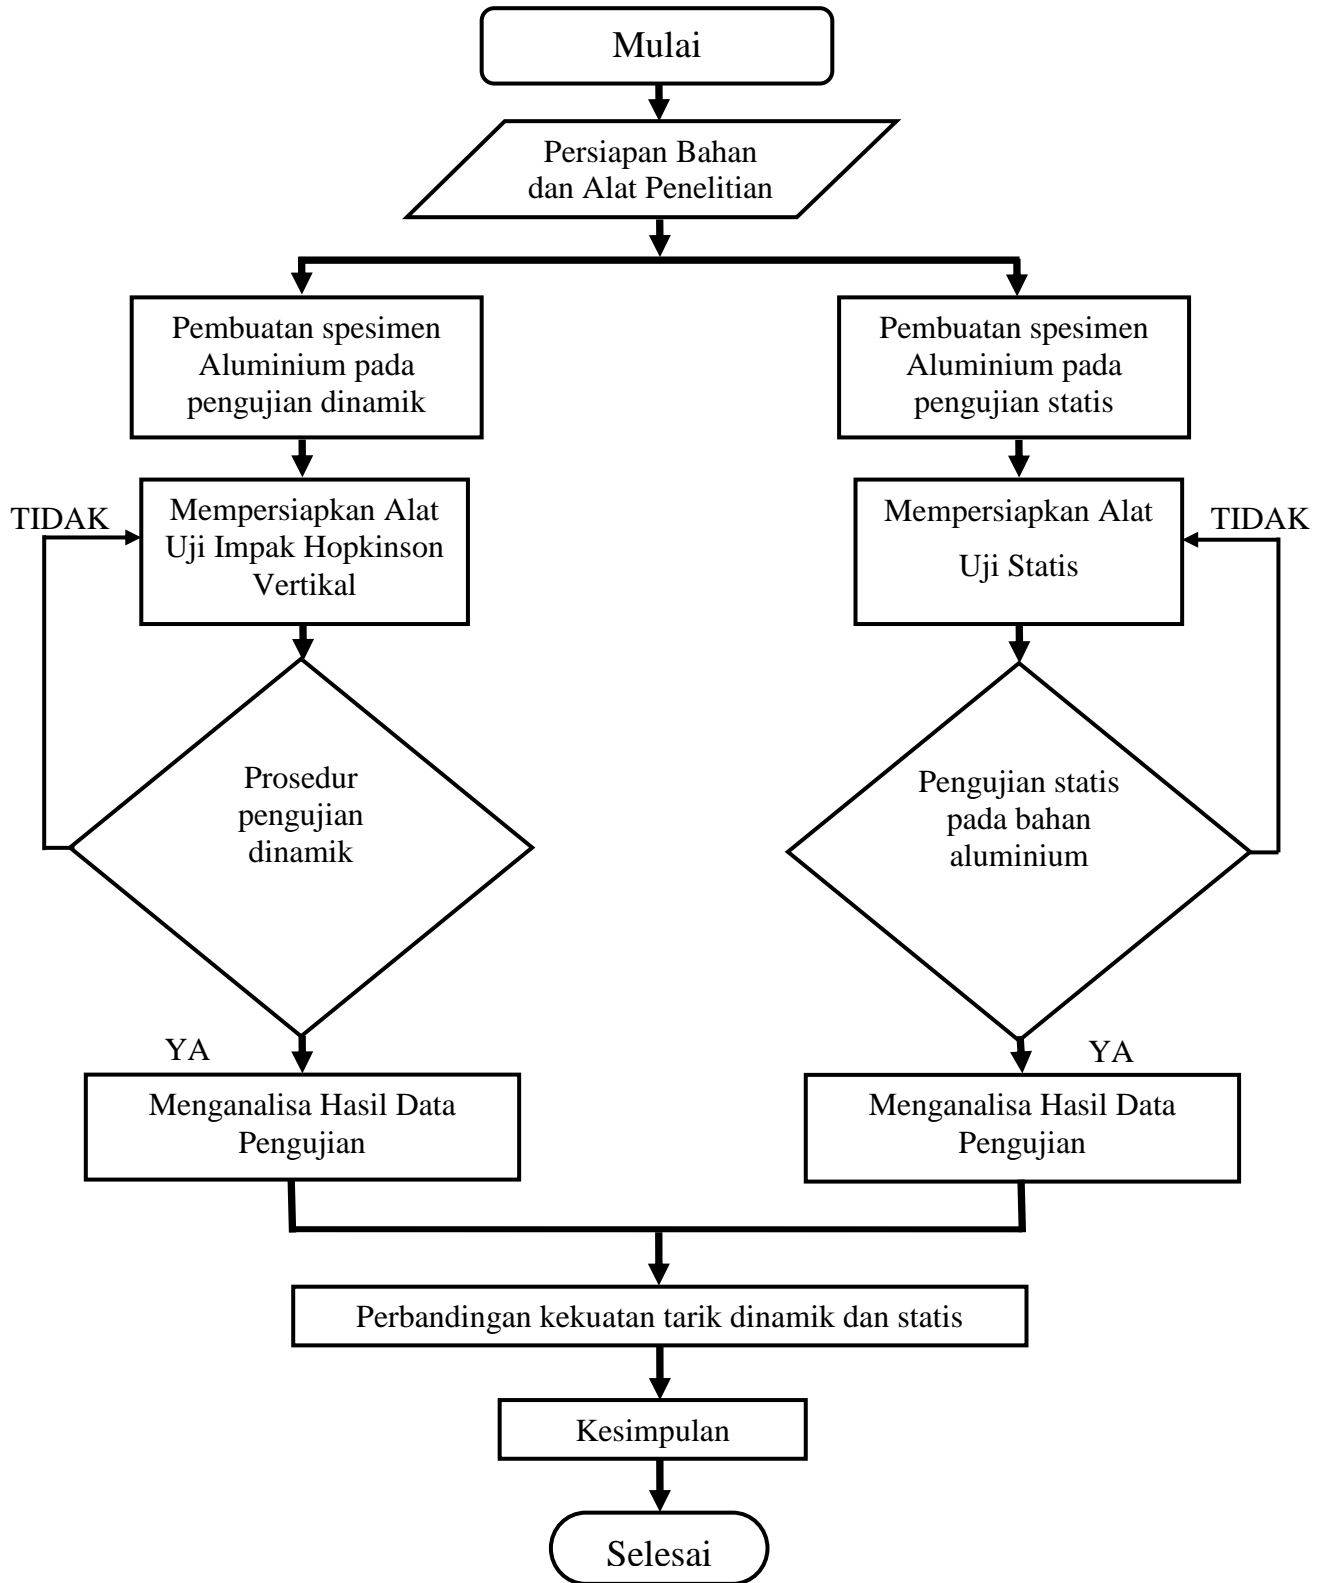 Mulai
Persiapan Bahan
dan Alat Penelitian
Pembuatan spesimen
Aluminium pada
pengujian dinamik
Pembuatan spesimen
Aluminium pada
pengujian statis
TIDAK
Mempersiapkan Alat
Uji Impak Hopkinson
Vertikal
Mempersiapkan Alat
Uji Statis
TIDAK
Prosedur
pengujian
dinamik
Pengujian statis
pada bahan
aluminium
YA
YA
Menganalisa Hasil Data
Pengujian
Menganalisa Hasil Data
Pengujian
Perbandingan kekuatan tarik dinamik dan statis
Kesimpulan
Selesai